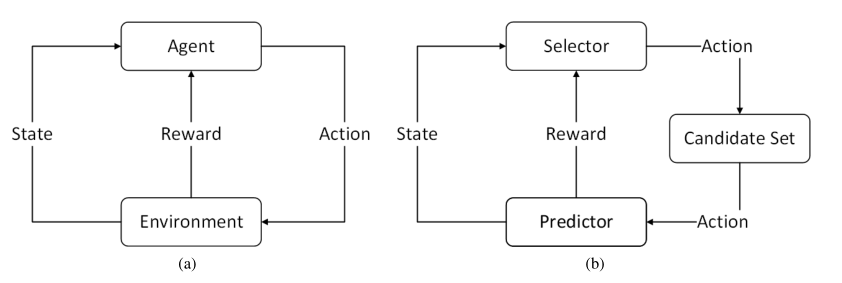 Agent
State
Reward
Action
Environment
(a)
Selector
Action
State
Reward
Candidate Set
Predictor
Action
(b)